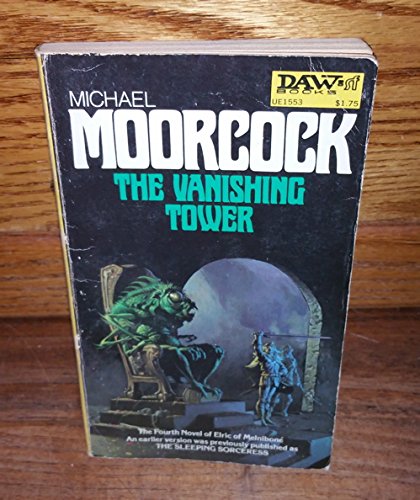 DAW sf
BOOKS
UE1553 $1.75
MICHAEL
MOORCOCK
THE VANISHING
TOWER
The Fourth Novel of Elric of Melniboné
An earlier version was previously published as
THE SLEEPING SORCERESS